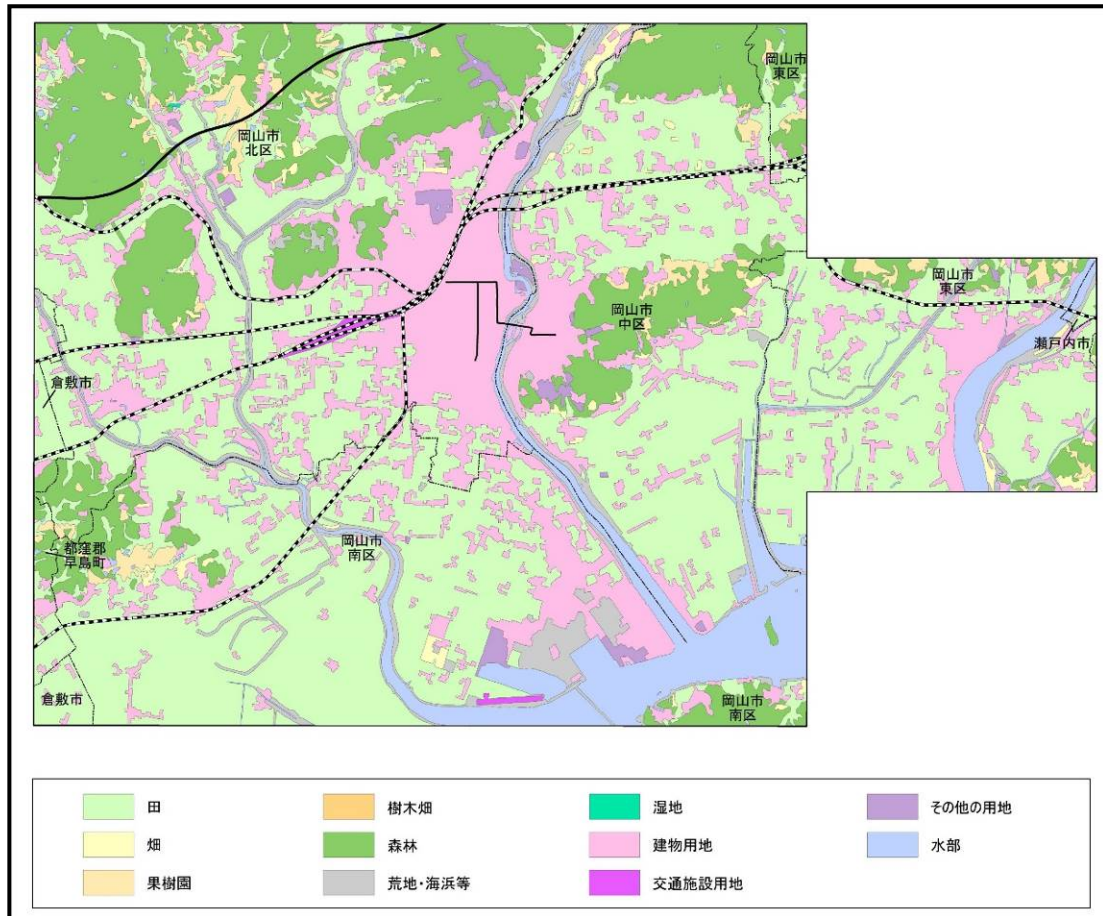 岡山市
東区
岡山市
北区
岡山市
東区
岡山市
中区
瀬戸内市
倉敷市
都窪郡
早島町
岡山市
南区
倉敷市
岡山市
南区
田
樹木畑
湿地
その他の用地
畑
森林
建物用地
水部
果樹園
荒地・海浜等
交通施設用地